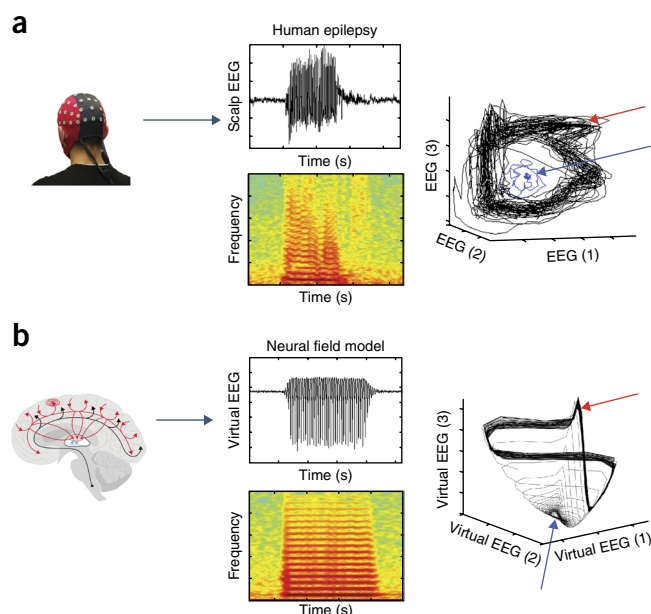 a
Human epilepsy
Scalp EEG
Time (s)
Frequency
Time (s)
EEG (3)
EEG (2)
EEG (1)
b
Neural field model
Virtual EEG
Time (s)
Frequency
Time (s)
Virtual EEG (3)
Virtual EEG (2)
Virtual EEG (1)